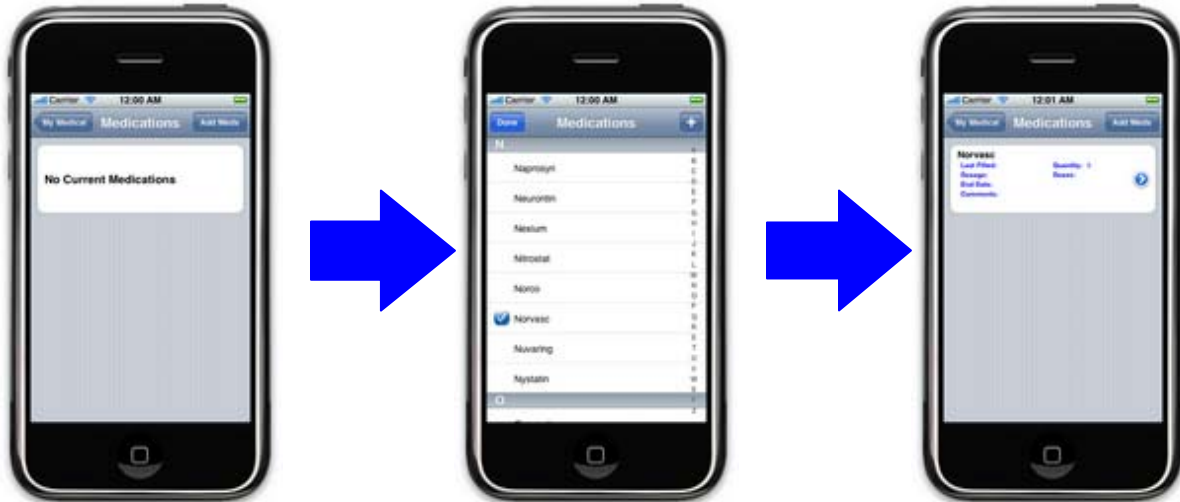 Carrier 12:00 AM
My Medical Medications Add Meds
No Current Medications
Carrier 12:00 AM
Done Medications +
N
Naprosyn
Neurontin
Nexium
Nitrostat
Norco
Norvasc
Nuvaring
Nystatin
O
Carrier 12:01 AM
My Medical Medications Add Meds
Norvasc
Last Filled: Quantity: 1
Dosage:
End Date:
Comments: